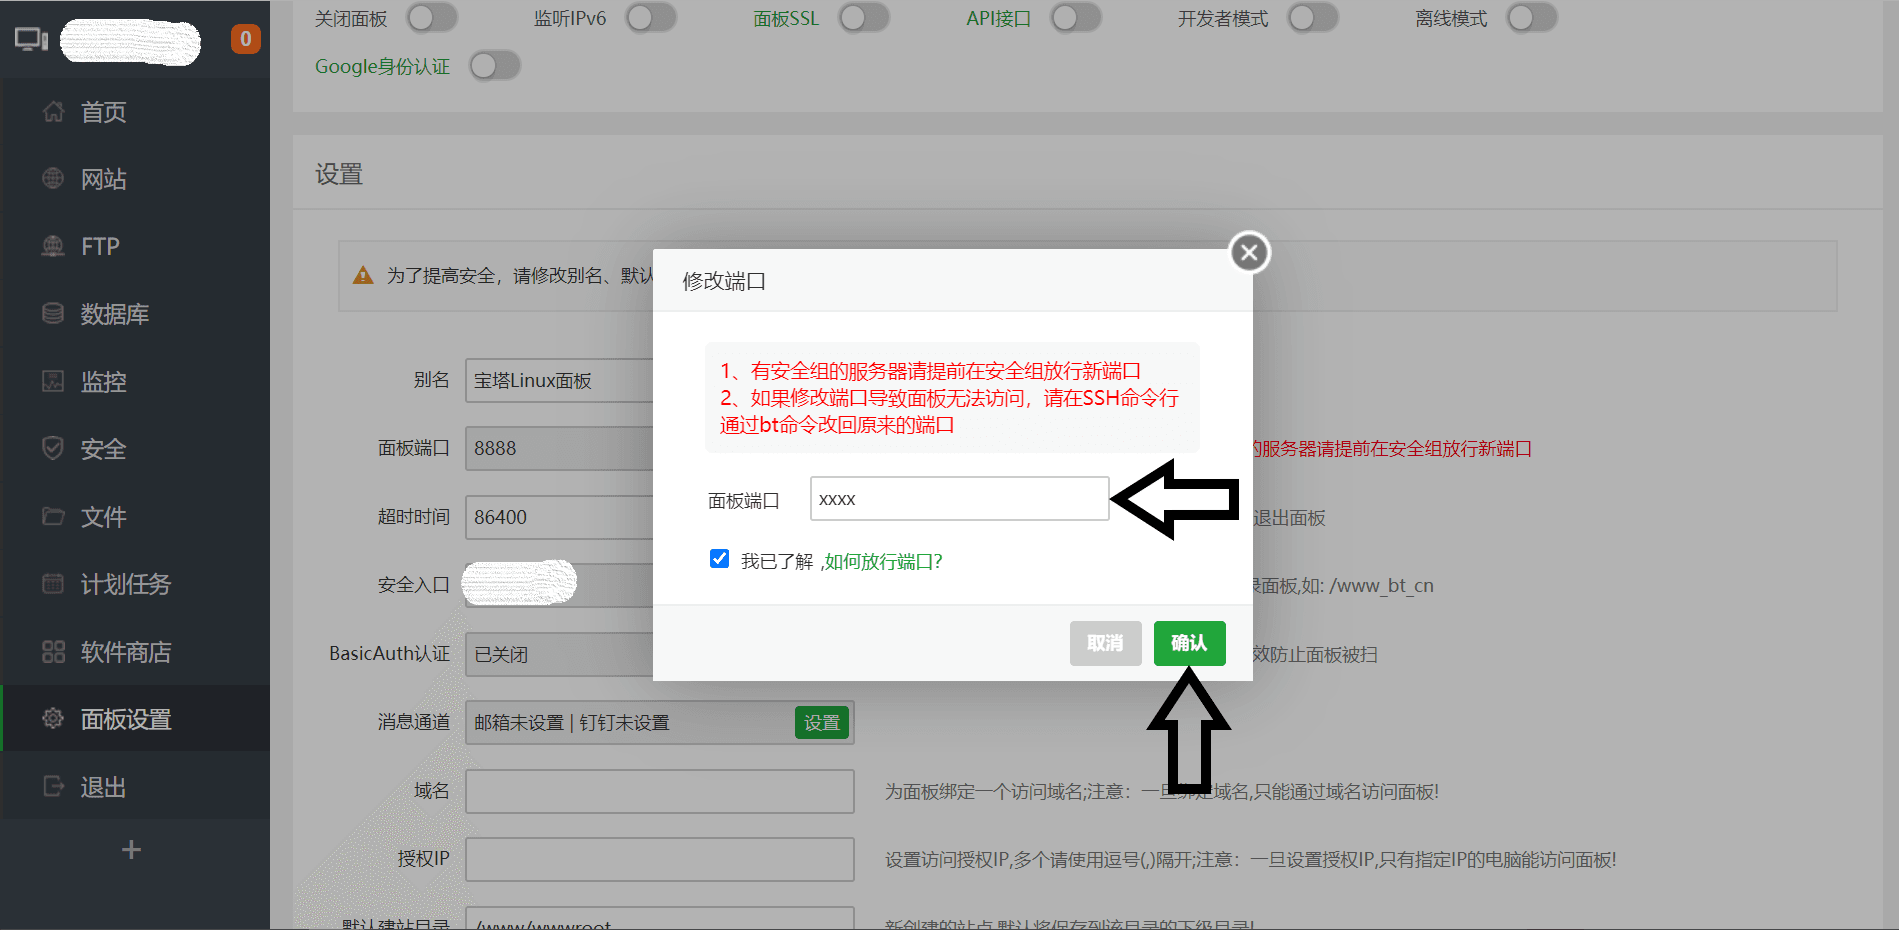 关闭面板 监听IPv6 面板SSL API接口 开发者模式 离线模式
Google身份认证
0
首页
网站
FTP
数据库
监控
安全
文件
计划任务
软件商店
面板设置
退出
+
设置
为了提高安全，请修改别名、默认
别名 宝塔Linux面板
面板端口 8888 的服务器请提前在安全组放行新端口
超时时间 86400 退出面板
安全入口 录面板,如: /www_bt_cn
BasicAuth认证 已关闭 效防止面板被扫
消息通道 邮箱未设置 | 钉钉未设置 设置
域名 为面板绑定一个访问域名;注意：一旦绑定域名,只能通过域名访问面板!
授权IP 设置访问授权IP,多个请使用逗号(,)隔开;注意：一旦设置授权IP,只有指定IP的电脑能访问面板!
默认建站目录 /www/wwwroot 新创建的站点,默认将保存到该目录的下级目录!
修改端口
1、有安全组的服务器请提前在安全组放行新端口
2、如果修改端口导致面板无法访问，请在SSH命令行
通过bt命令改回原来的端口
面板端口 xxxx
我已了解 ,如何放行端口?
取消 确认